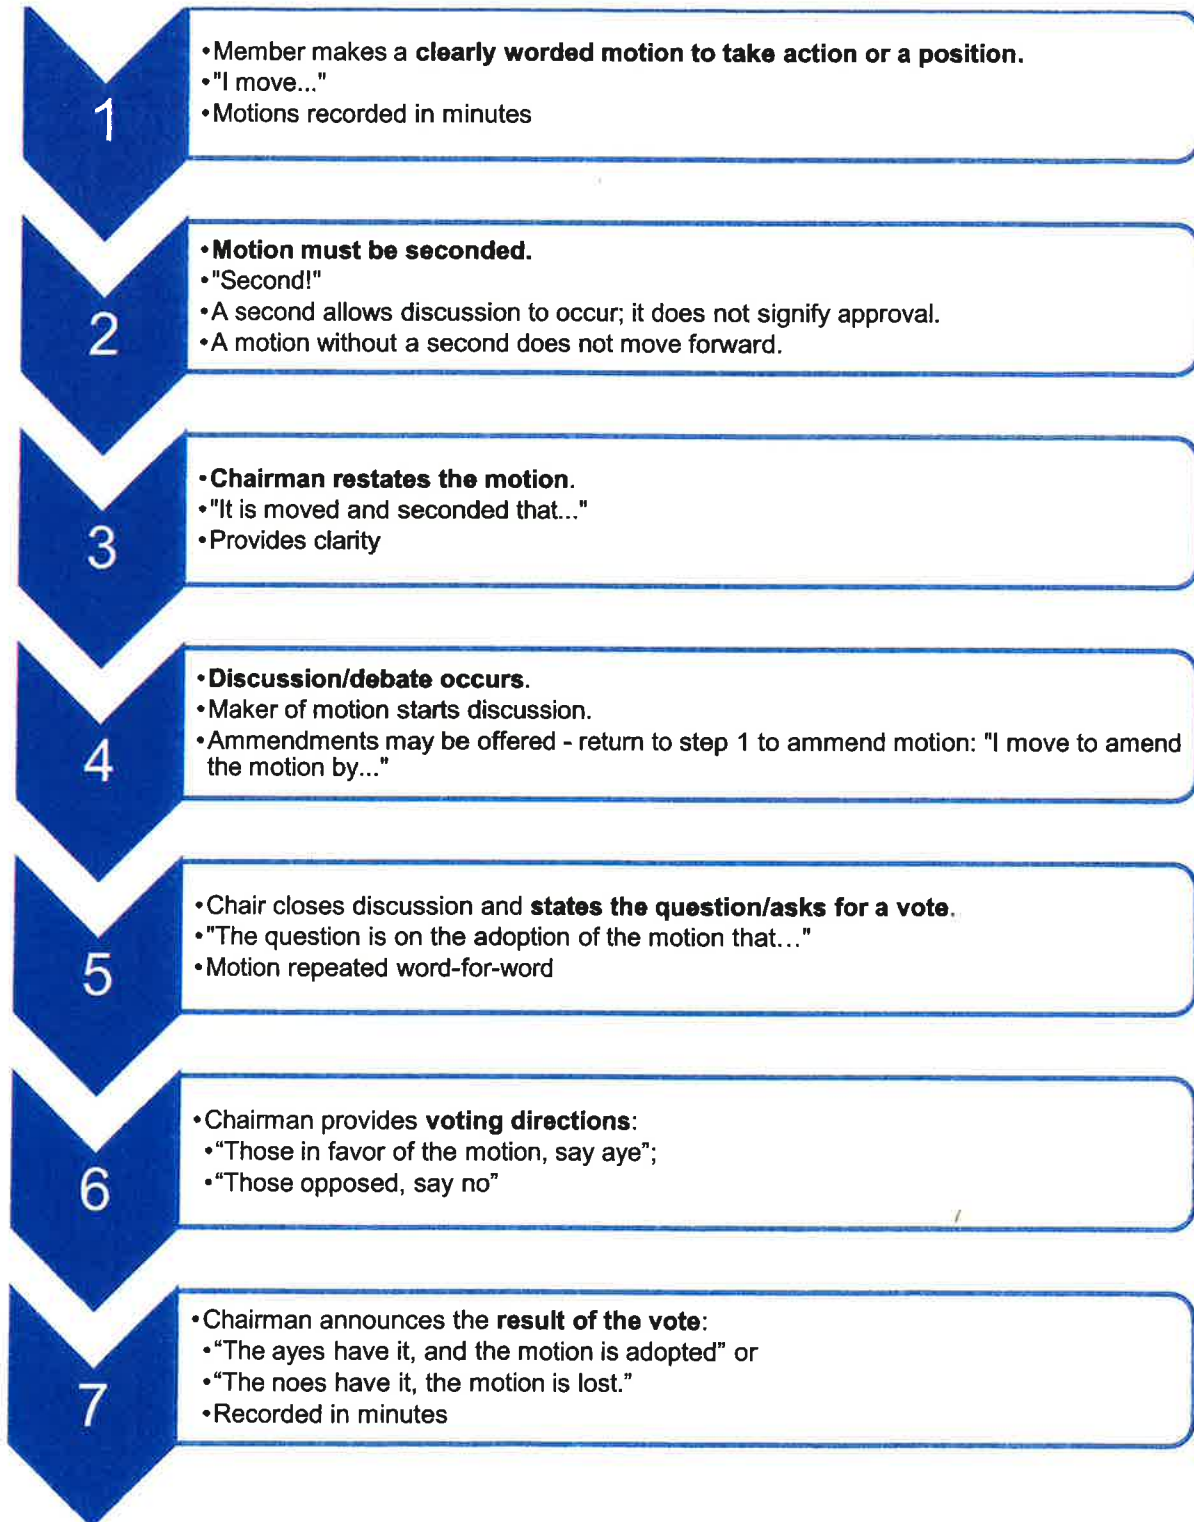 1
•Member makes a clearly worded motion to take action or a position.
•"I move..."
•Motions recorded in minutes
2
•Motion must be seconded.
•"Second!"
•A second allows discussion to occur; it does not signify approval.
•A motion without a second does not move forward.
3
•Chairman restates the motion.
•"It is moved and seconded that..."
•Provides clarity
4
•Discussion/debate occurs.
•Maker of motion starts discussion.
•Ammendments may be offered - return to step 1 to ammend motion: "I move to amend
the motion by..."
5
•Chair closes discussion and states the question/asks for a vote.
•"The question is on the adoption of the motion that..."
•Motion repeated word-for-word
6
•Chairman provides voting directions:
•“Those in favor of the motion, say aye”;
•“Those opposed, say no”
7
•Chairman announces the result of the vote:
•“The ayes have it, and the motion is adopted” or
•“The noes have it, the motion is lost.”
•Recorded in minutes